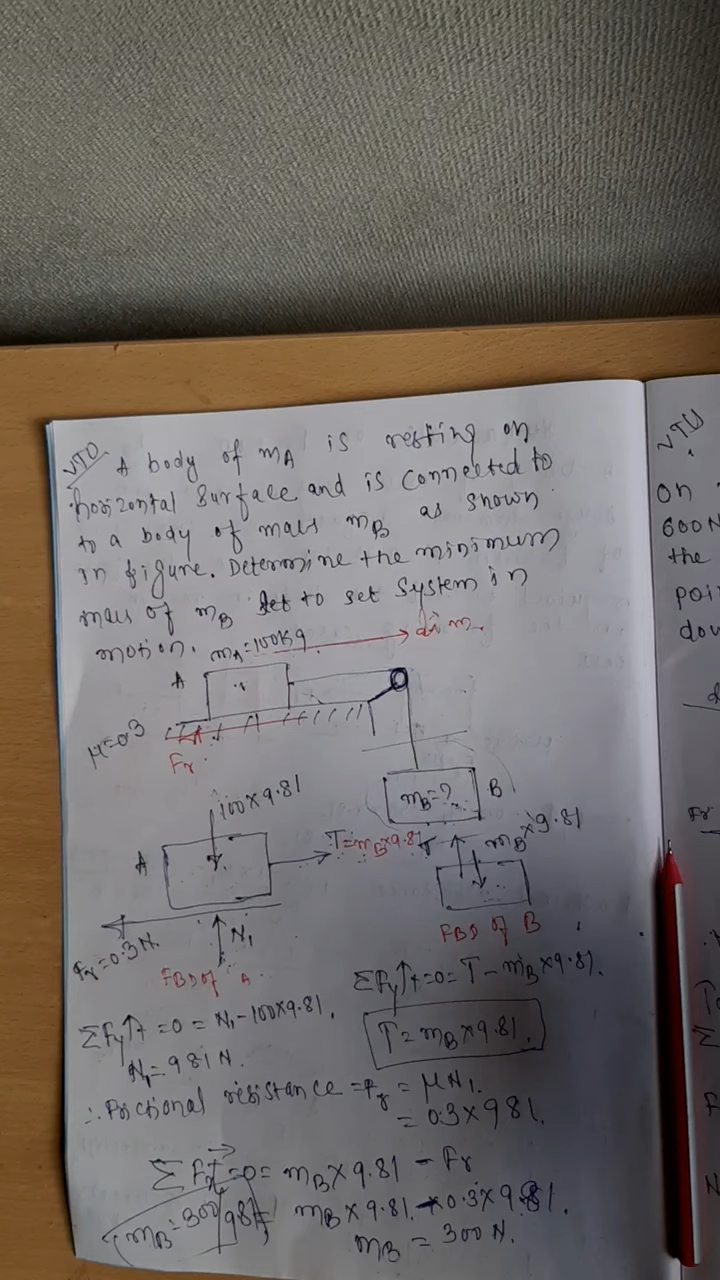 VTU A body of mA is resting on
horizontal surface and is connected to
to a body of mass mB as shown
in figure. Determine the minimum
mass of mB to set system in
motion. mA=100Kg
A
μ=0.3
Fr
mB=?
B
100×9.81
A
T=mB×9.81
T
mB×9.81
Fr=0.3N
N1
FBD of A
FBD of B
ΣFy↑+=0=T-mB×9.81.
ΣFy↑+=0=N1-100×9.81.
T=mB×9.81.
N1=981N.
∴Frictional resistance=Fr=μN1.
=0.3×981.
ΣFx=0=mB×9.81-Fr
mB×9.81-0.3×981.
mB=300N.
VTU
on
600N
the
poi
dow
Fr